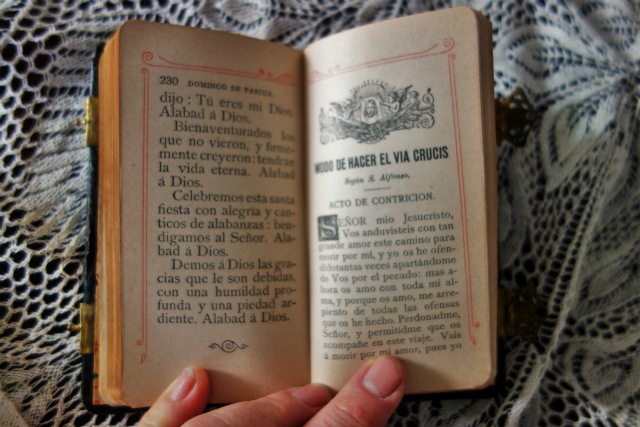 230 DOMINGO DE PASCUA.
dijo: Tú eres mi Dios.
Alabad á Dios.
Bienaventurados los
que no vieron, y firme-
mente creyeron: tendrán
la vida eterna. Alabad
á Dios.
Celebremos esta santa
fiesta con alegria y cán-
ticos de alabanzas: ben-
digamos al Señor. Ala-
bad á Dios.
Demos á Dios las gra-
cias que le son debidas,
con una humildad pro-
funda y una piedad ar-
diente. Alabad á Dios.
MODO DE HACER EL VIA CRUCIS
Según S. Alfonso.
ACTO DE CONTRICION.
SEÑOR mio Jesucristo,
Vos anduvisteis con tan
grande amor este camino para
morir por mí, y yo os he ofen-
didotantas veces apartándome
de Vos por el pecado: mas a-
hora os amo con toda mi al-
ma, y porque os amo, me arre-
piento de todas las ofensas
que os he hecho. Perdonadme,
Señor, y permitidme que os
acompañe en este viaje. Vais
á morir por mi amor, pues yo